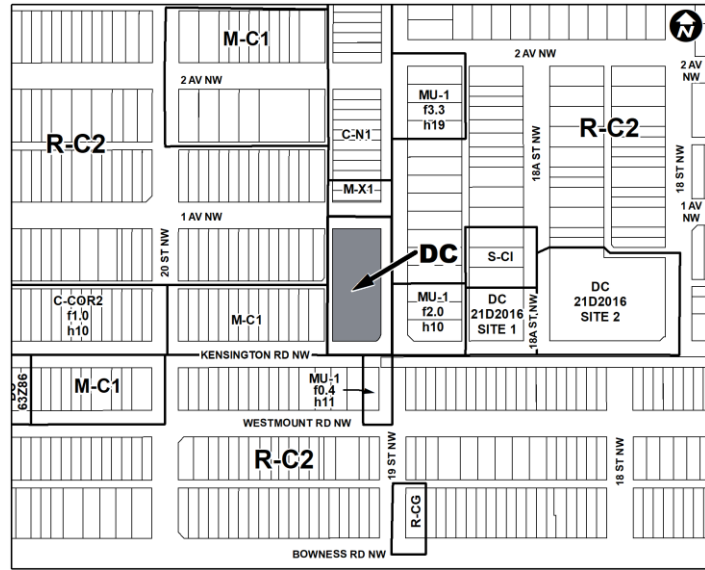 M-C1
N
2 AV NW
2 AV NW
2 AV
NW
MU-1
f3.3
h19
R-C2
C-N1
R-C2
18A ST NW
18 ST NW
M-X1
1 AV NW
1 AV
NW
20 ST NW
DC
S-CI
C-COR2
f1.0
h10
M-C1
MU-1
f2.0
h10
DC
21D2016
SITE 1
18A ST NW
DC
21D2016
SITE 2
KENSINGTON RD NW
63Z86
M-C1
MU-1
f0.4
h11
WESTMOUNT RD NW
R-C2
19 ST NW
18 ST NW
R-CG
BOWNESS RD NW